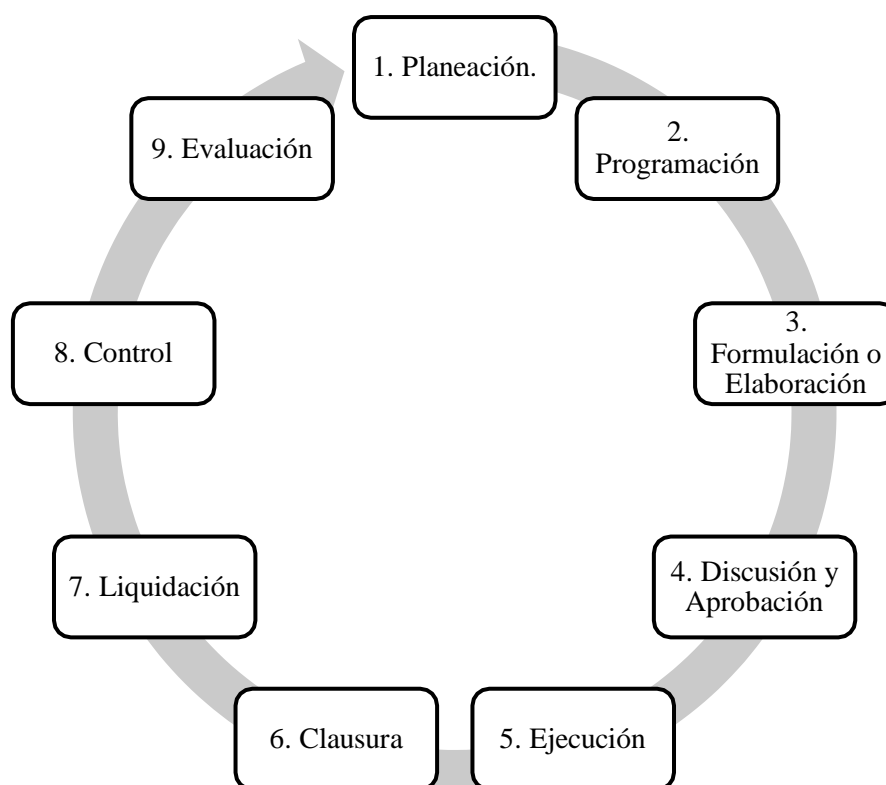 1. Planeación.
2.
Programación
3.
Formulación o
Elaboración
4. Discusión y
Aprobación
5. Ejecución
6. Clausura
7. Liquidación
8. Control
9. Evaluación